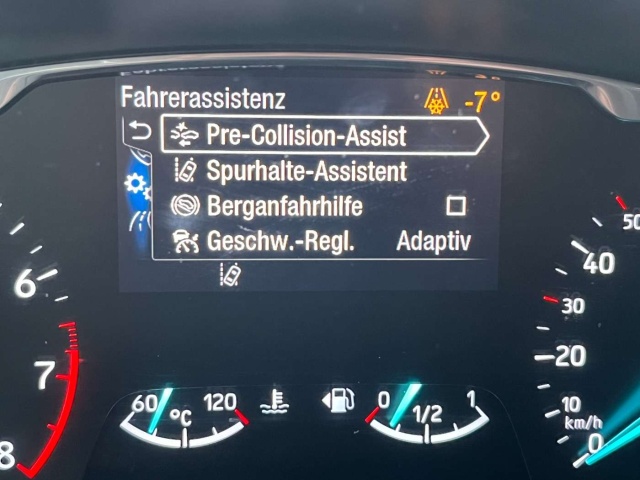 Fahrerassistenz -7°
Pre-Collision-Assist
Spurhalte-Assistent
Berganfahrhilfe
Geschw.-Regl. Adaptiv
6
7
8
60 °C 120
0 1/2 1
50
40
30
20
10
km/h
0